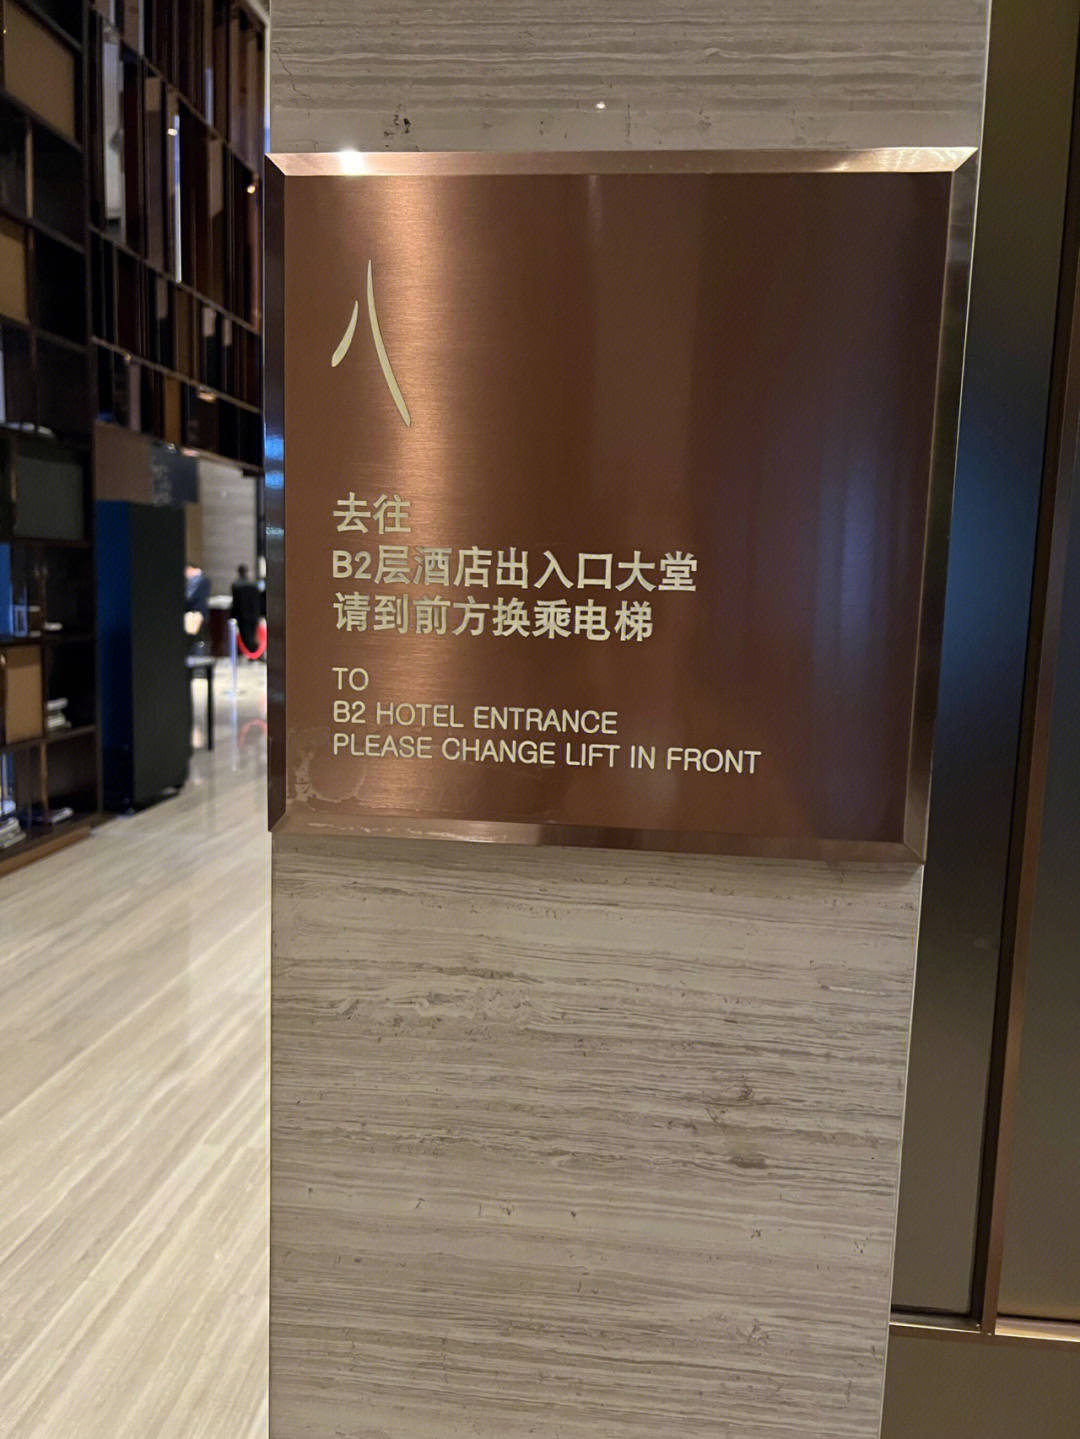 去往
B2层酒店出入口大堂
请到前方换乘电梯
TO
B2 HOTEL ENTRANCE
PLEASE CHANGE LIFT IN FRONT